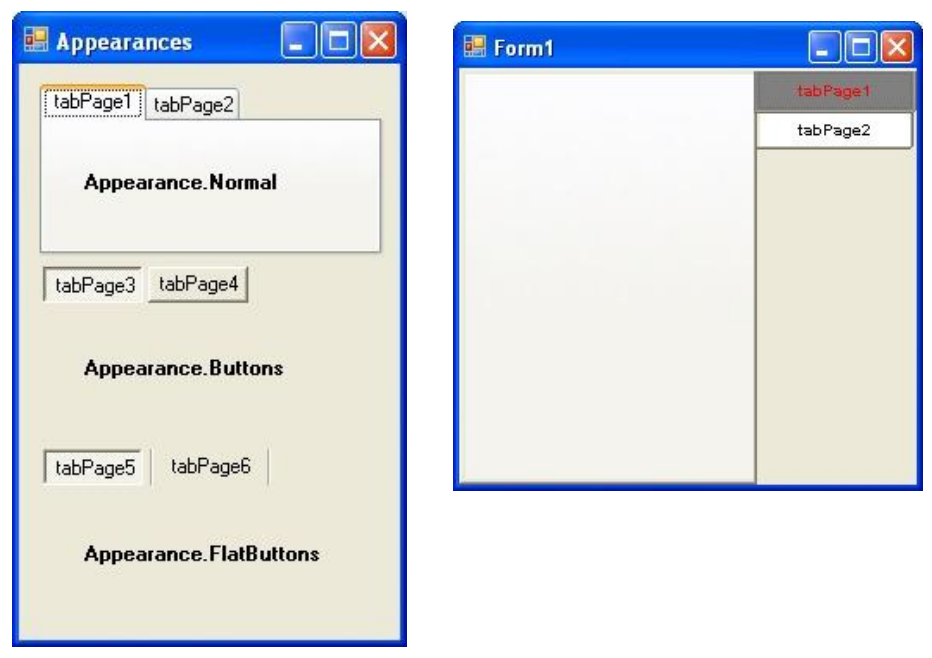 Appearances
tabPage1 tabPage2
Appearance.Normal
tabPage3 tabPage4
Appearance.Buttons
tabPage5 tabPage6
Appearance.FlatButtons
Form1
tabPage1
tabPage2